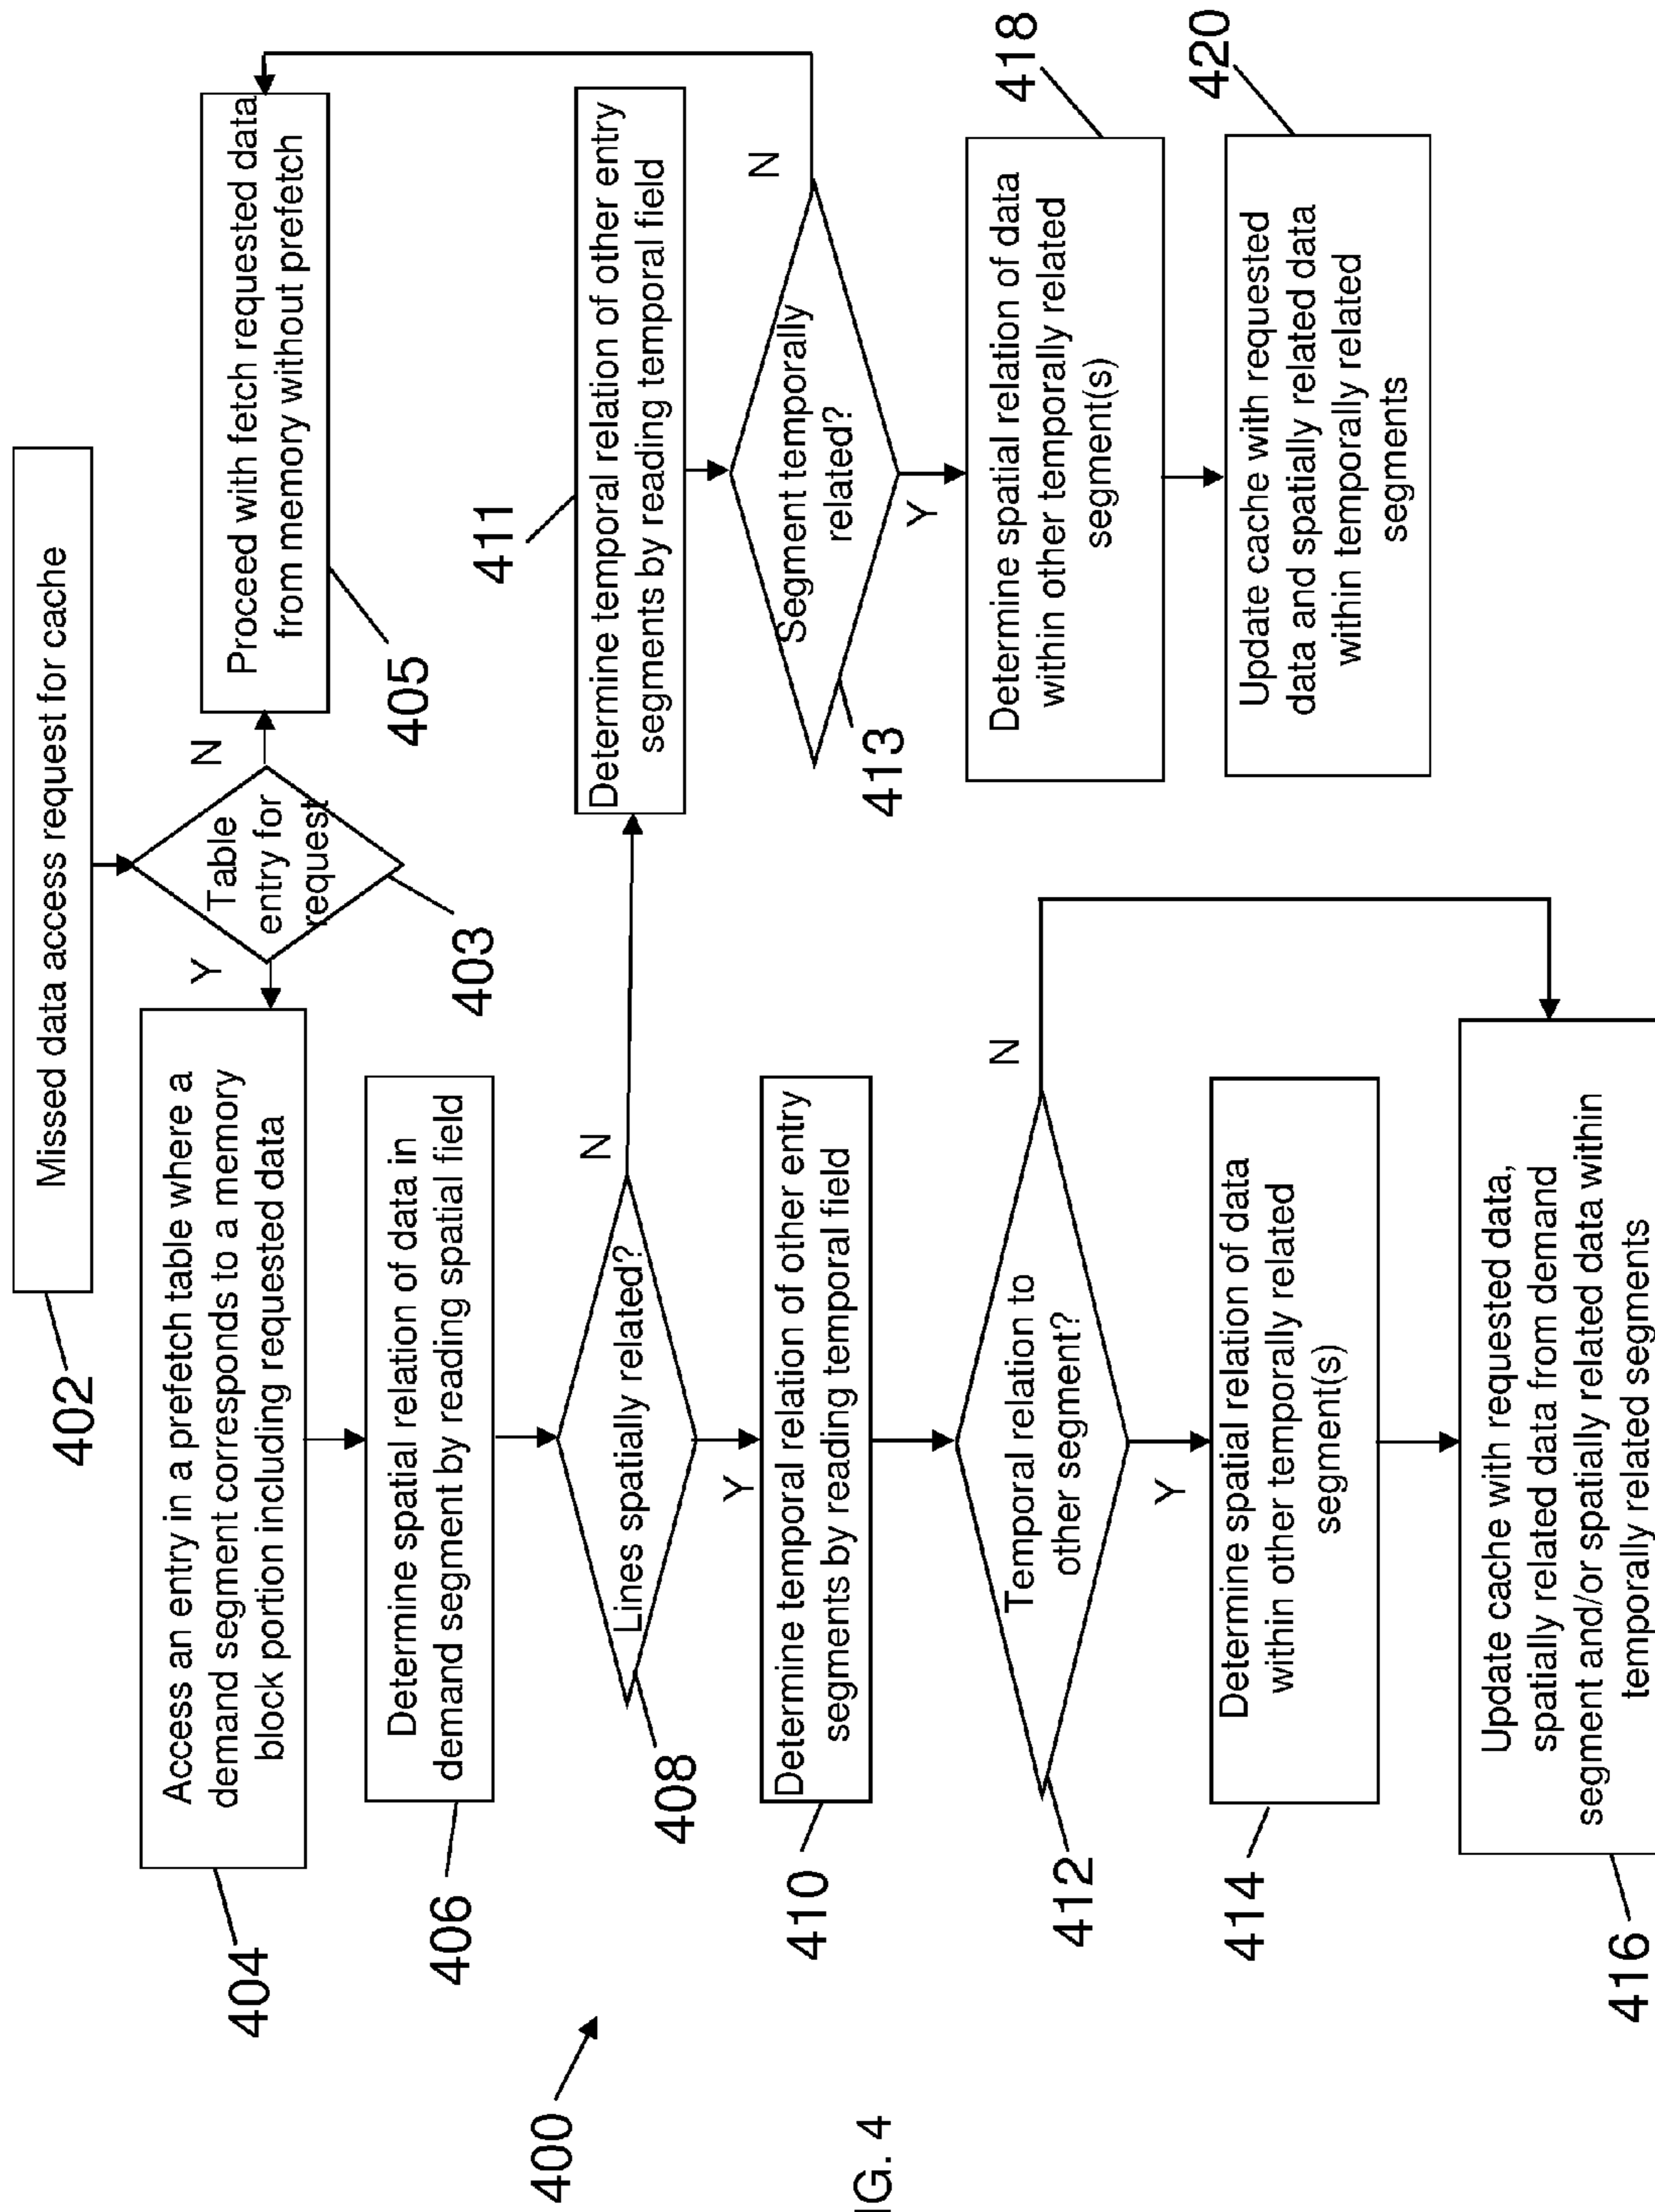 Missed data access request for cache
402
Table
entry for
request
Y
N
403
Proceed with fetch requested data
from memory without prefetch
405
Access an entry in a prefetch table where a
demand segment corresponds to a memory
block portion including requested data
404
Determine spatial relation of data in
demand segment by reading spatial field
406
Lines spatially related?
N
Y
408
Determine temporal relation of other entry
segments by reading temporal field
411
Segment temporally
related?
N
Y
413
Determine temporal relation of other entry
segments by reading temporal field
410
Temporal relation to
other segment?
N
Y
412
Determine spatial relation of data
within other temporally related
segment(s)
418
Determine spatial relation of data
within other temporally related
segment(s)
414
Update cache with requested
data and spatially related data
within temporally related
segments
420
Update cache with requested data,
spatially related data from demand
segment and/or spatially related data within
temporally related segments
416
400
IG. 4